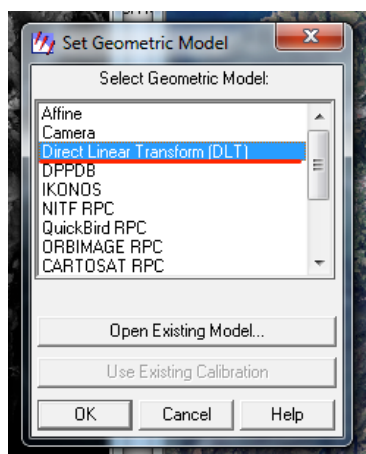 Set Geometric Model
Select Geometric Model:
Affine
Camera
Direct Linear Transform (DLT)
DPPDB
IKONOS
NITF RPC
QuickBird RPC
ORBIMAGE RPC
CARTOSAT RPC
Open Existing Model...
Use Existing Calibration
OK Cancel Help